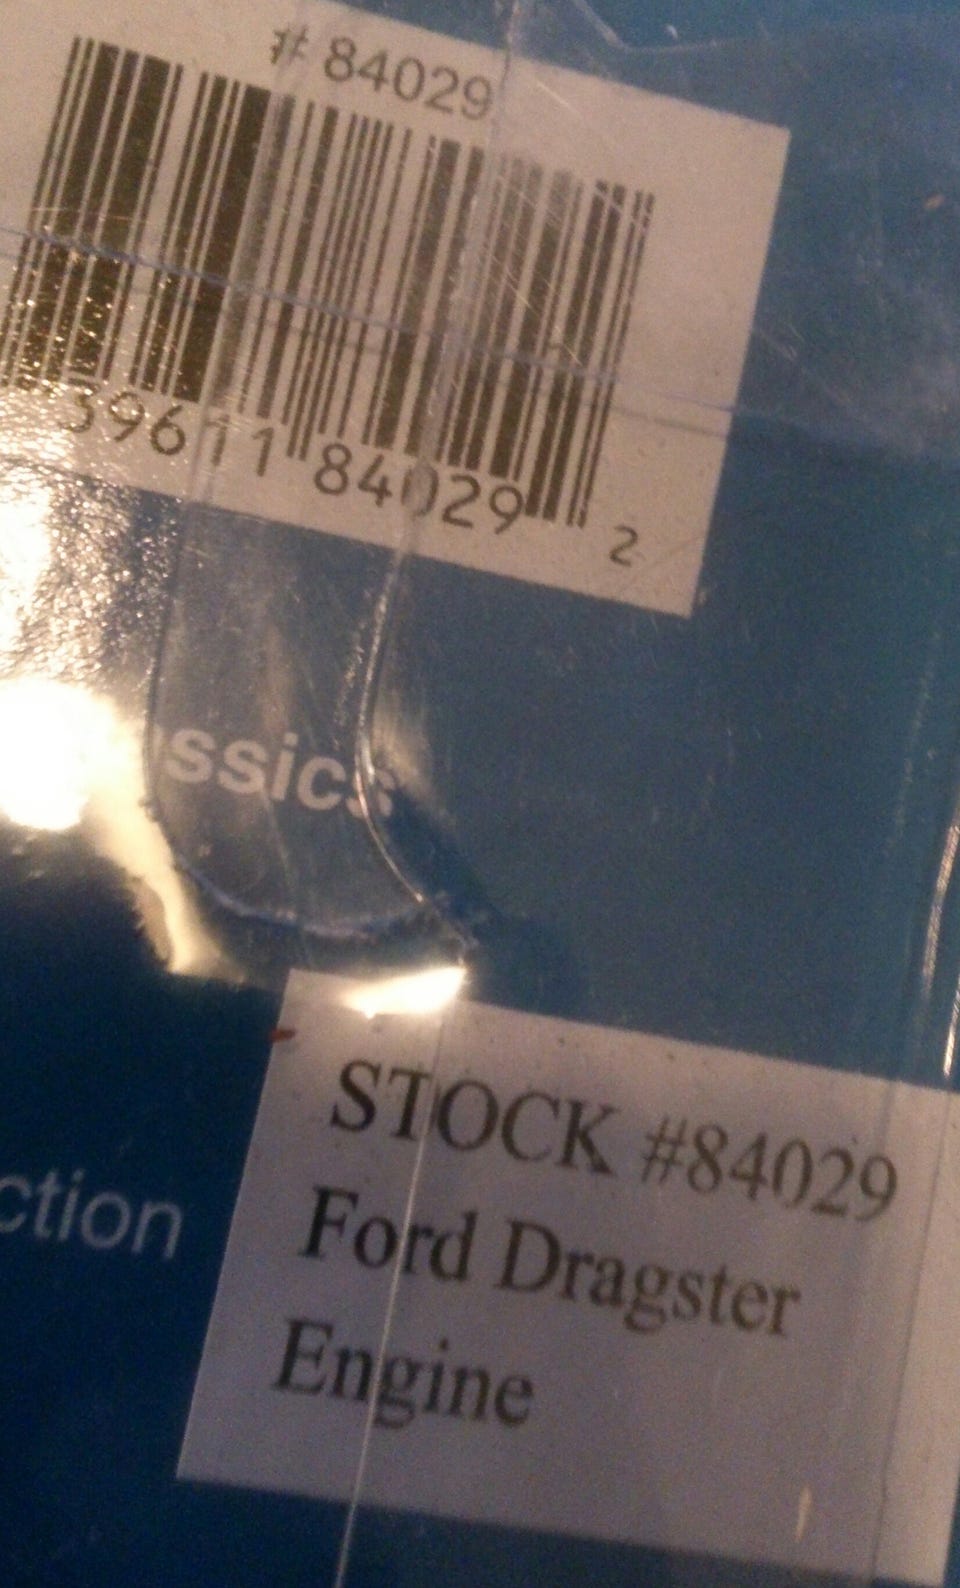 # 84029
39611 84029 2
ssics
ction
STOCK #84029
Ford Dragster
Engine